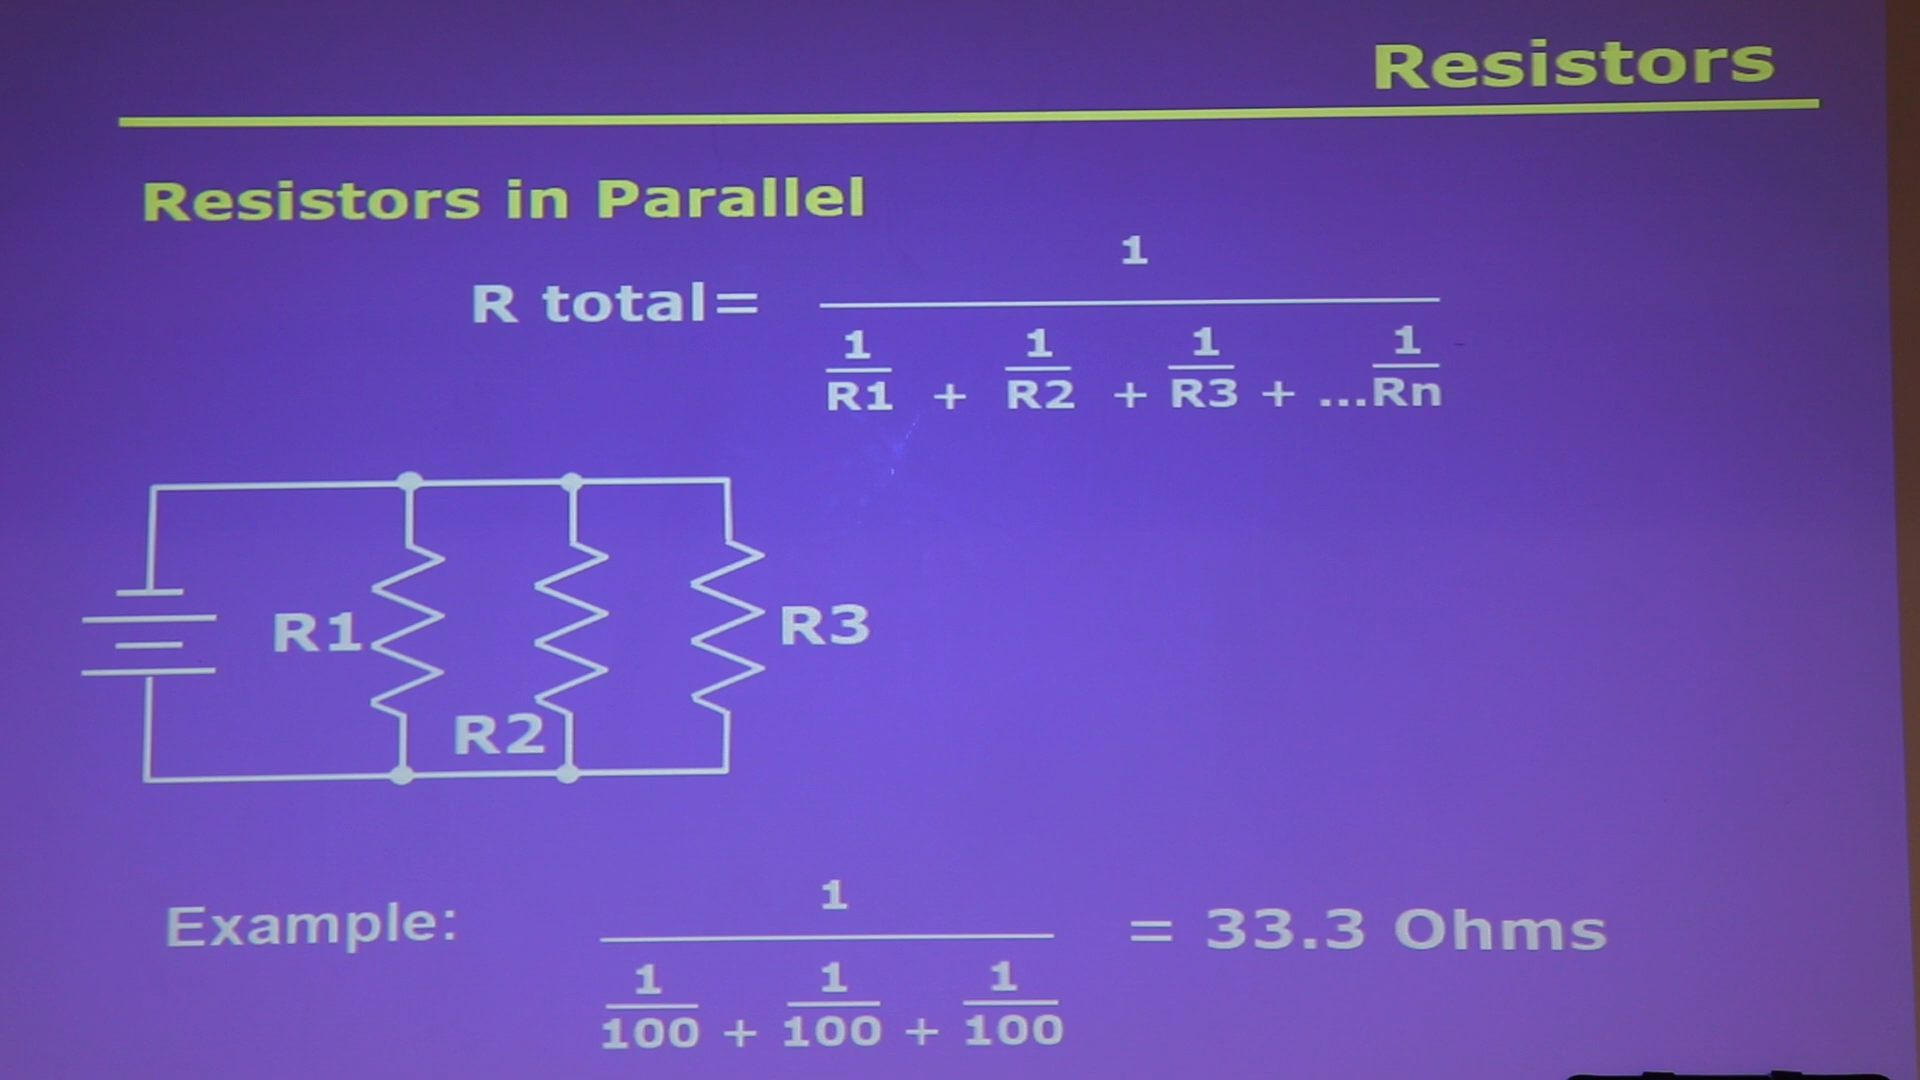 Resistors
Resistors in Parallel
R total= 1
1 1 1 1
R1 + R2 + R3 + ...Rn
R1
R2
R3
Example: 1 = 33.3 Ohms
1 1 1
100 + 100 + 100